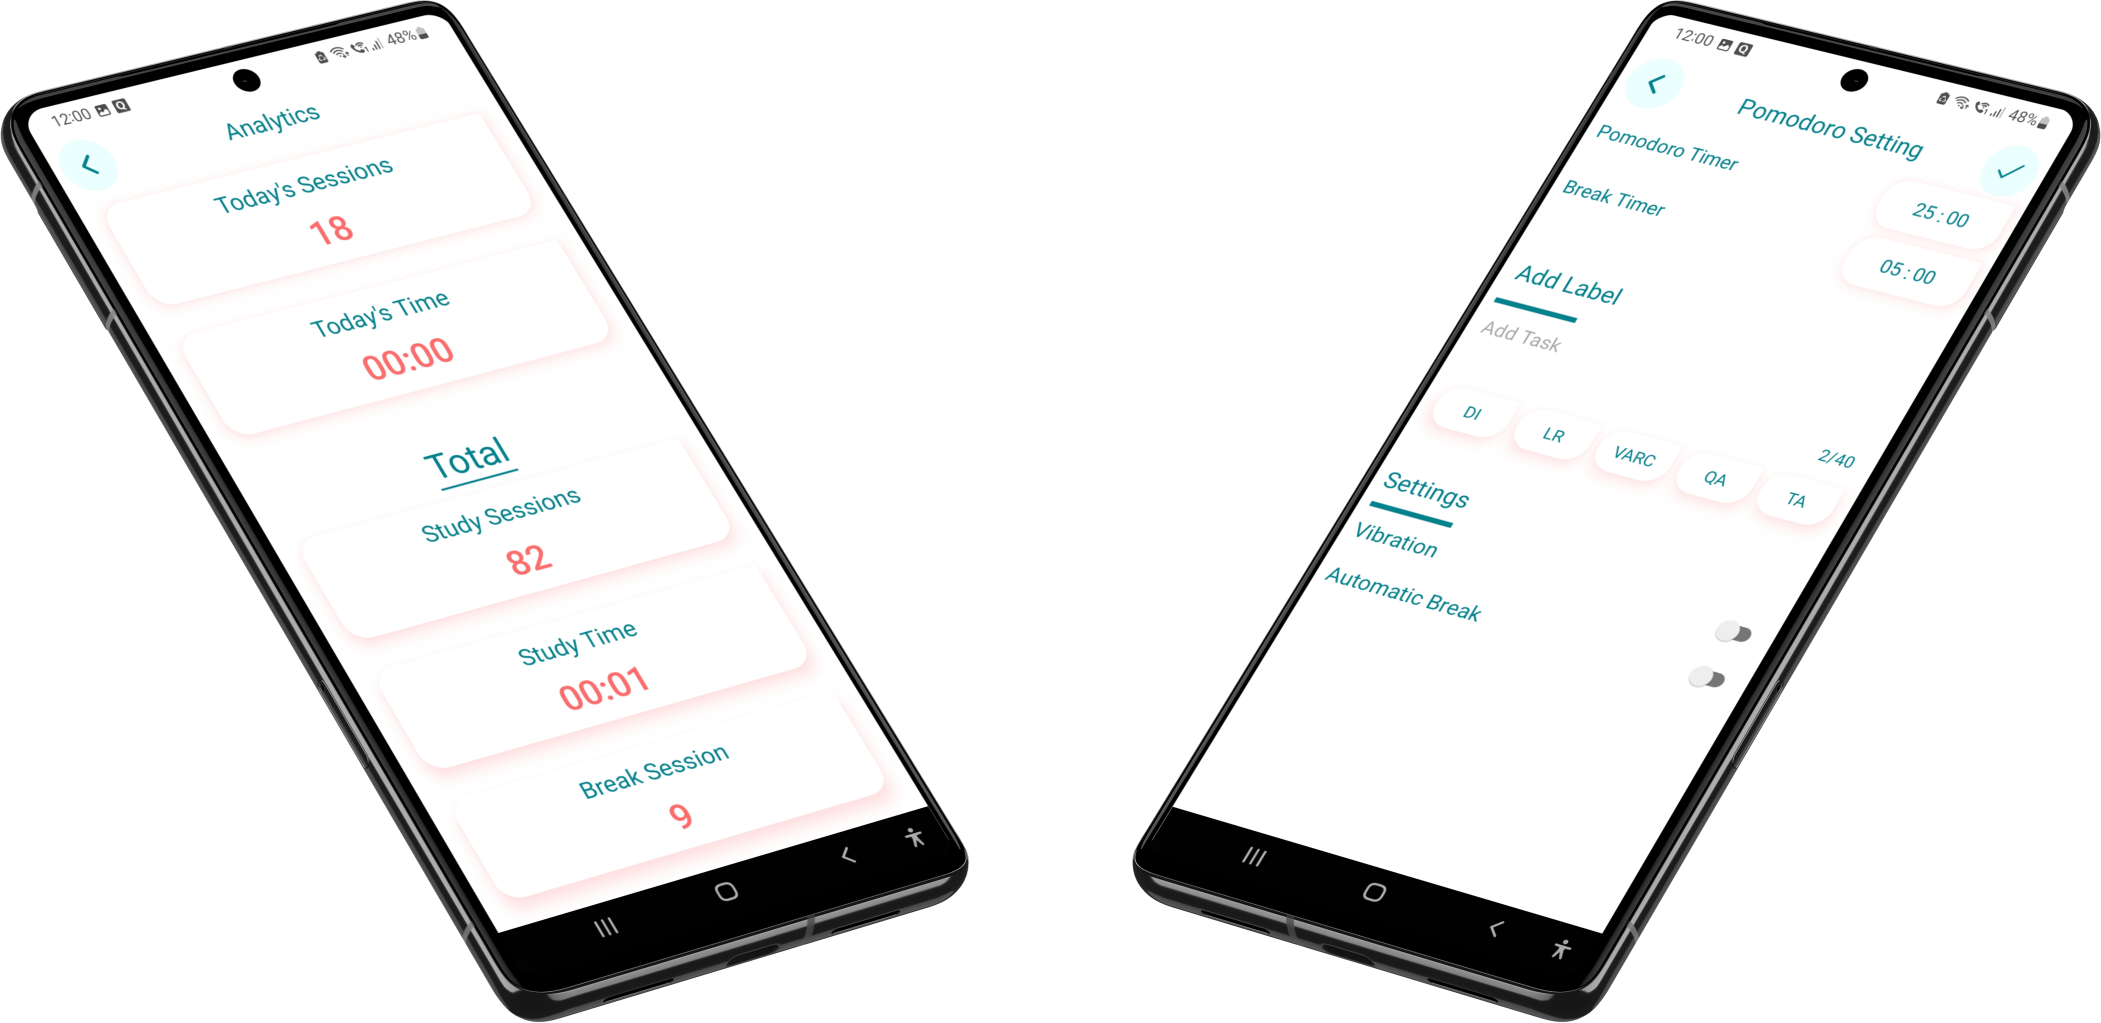 12:00
48%
Analytics
Today's Sessions
18
Today's Time
00:00
Total
Study Sessions
82
Study Time
00:01
Break Session
9
12:00
48%
Pomodoro Setting
Pomodoro Timer
25:00
Break Timer
05:00
Add Label
Add Task
2/40
DI LR VARC QA TA
Settings
Vibration
Automatic Break